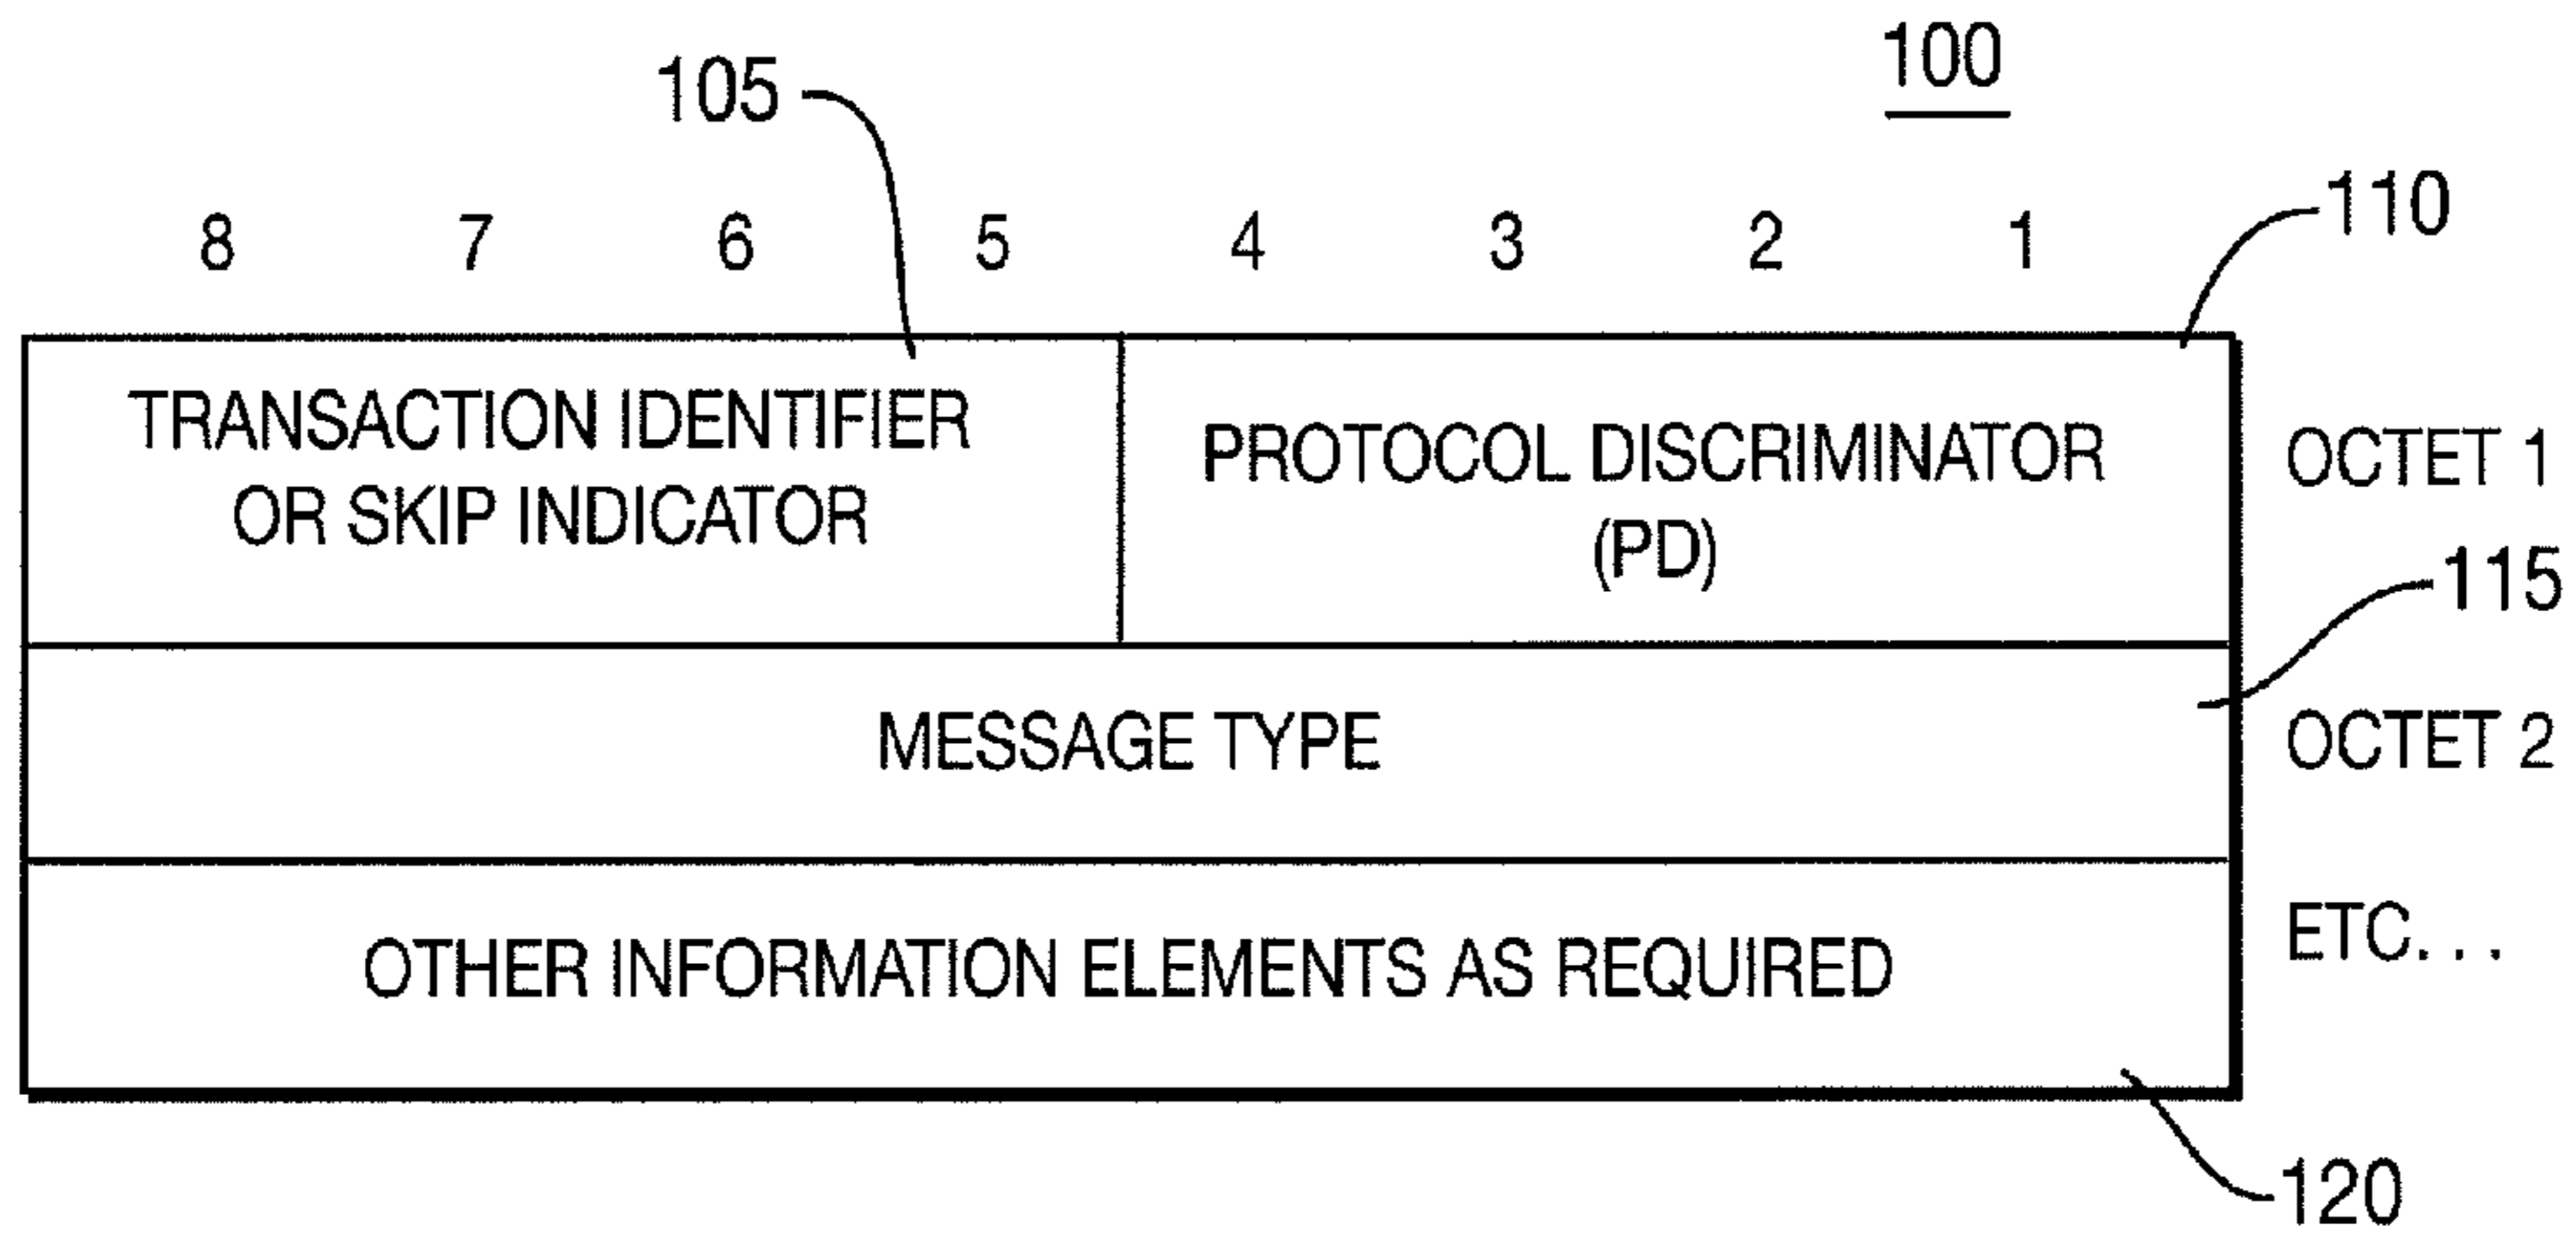 100
105
110
8 7 6 5 4 3 2 1
TRANSACTION IDENTIFIER
OR SKIP INDICATOR
PROTOCOL DISCRIMINATOR
(PD)
OCTET 1
115
MESSAGE TYPE
OCTET 2
OTHER INFORMATION ELEMENTS AS REQUIRED
ETC...
120